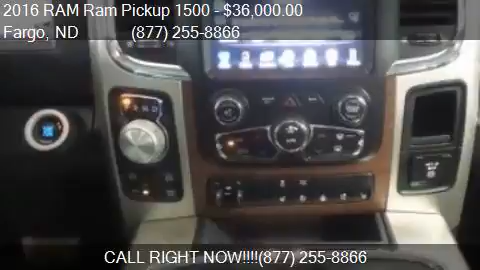 2016 RAM Ram Pickup 1500 - $36,000.00
Fargo, ND (877) 255-8866
CALL RIGHT NOW!!!!(877) 255-8866